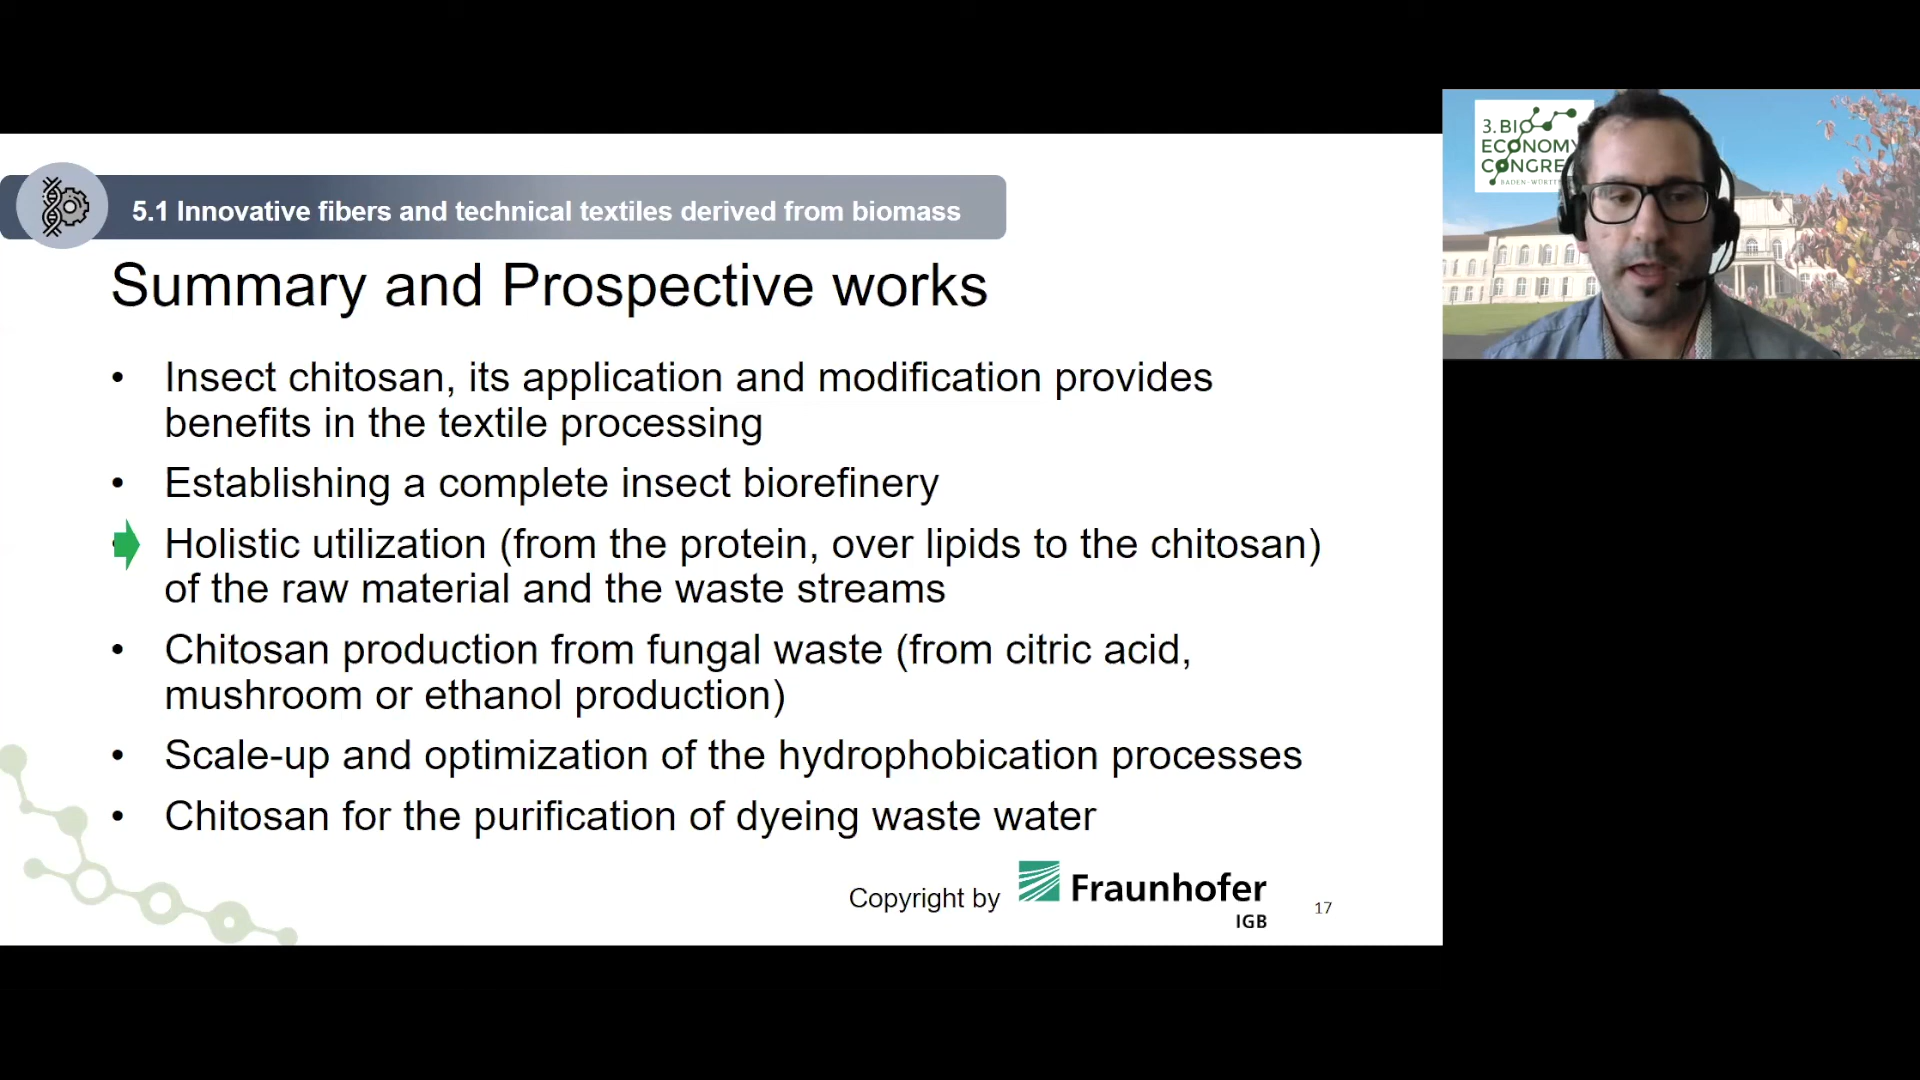 5.1 Innovative fibers and technical textiles derived from biomass
Summary and Prospective works
• Insect chitosan, its application and modification provides
benefits in the textile processing
• Establishing a complete insect biorefinery
Holistic utilization (from the protein, over lipids to the chitosan)
of the raw material and the waste streams
• Chitosan production from fungal waste (from citric acid,
mushroom or ethanol production)
• Scale-up and optimization of the hydrophobication processes
• Chitosan for the purification of dyeing waste water
Copyright by Fraunhofer
IGB
17
3. BIO
ECONOMY
CONGRE
BADEN-WÜRTT